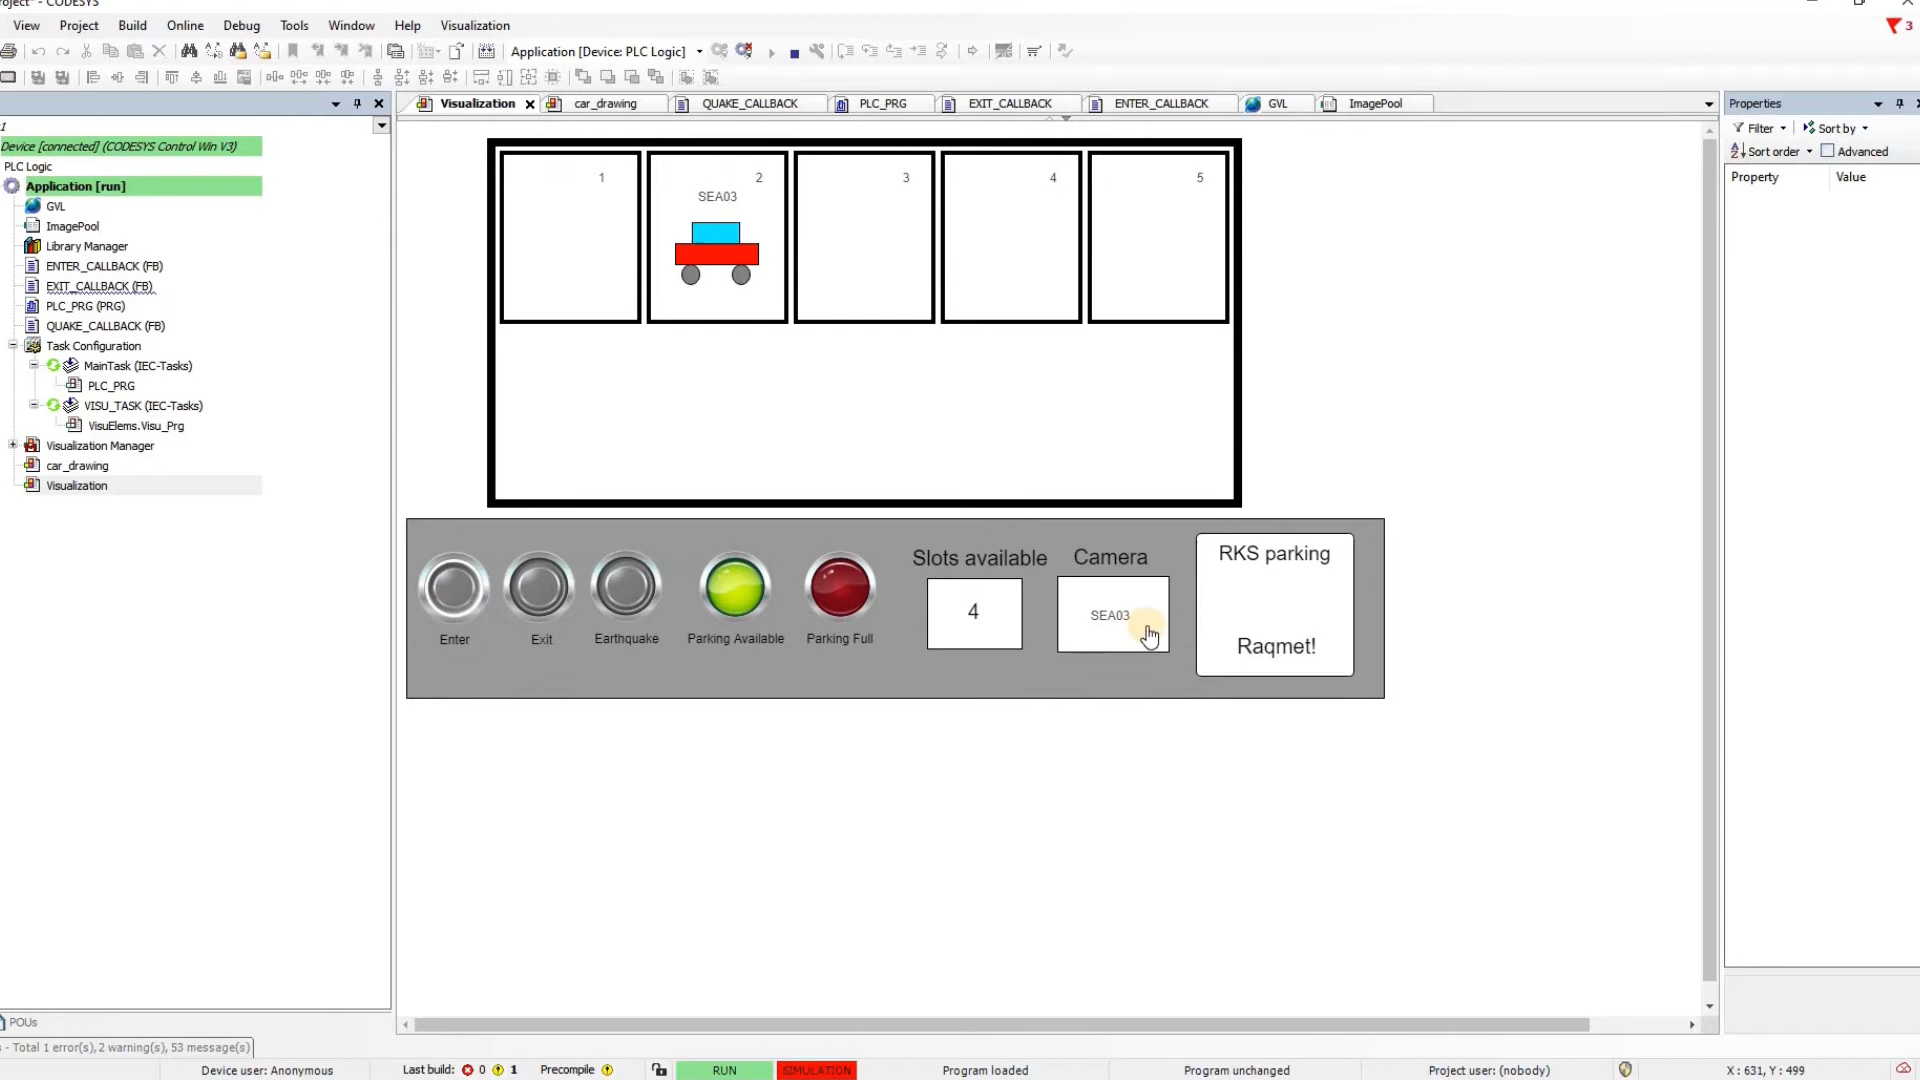 roject* - CODESYS
View Project Build Online Debug Tools Window Help Visualization
3
Application [Device: PLC Logic]
Visualization car_drawing QUAKE_CALLBACK PLC_PRG EXIT_CALLBACK ENTER_CALLBACK GVL ImagePool
Properties
Filter Sort by
Sort order Advanced
Property Value
1
Device [connected] (CODESYS Control Win V3)
PLC Logic
Application [run]
GVL
ImagePool
Library Manager
ENTER_CALLBACK (FB)
EXIT_CALLBACK (FB)
PLC_PRG (PRG)
QUAKE_CALLBACK (FB)
Task Configuration
MainTask (IEC-Tasks)
PLC_PRG
VISU_TASK (IEC-Tasks)
VisuElems.Visu_Prg
Visualization Manager
car_drawing
Visualization
1 2 3 4 5
SEA03
Slots available Camera RKS parking
4 SEA03
Enter Exit Earthquake Parking Available Parking Full Raqmet!
POUs
s - Total 1 error(s), 2 warning(s), 53 message(s)
Device user: Anonymous Last build: 0 1 Precompile RUN SIMULATION Program loaded Program unchanged Project user: (nobody) X: 631, Y: 499